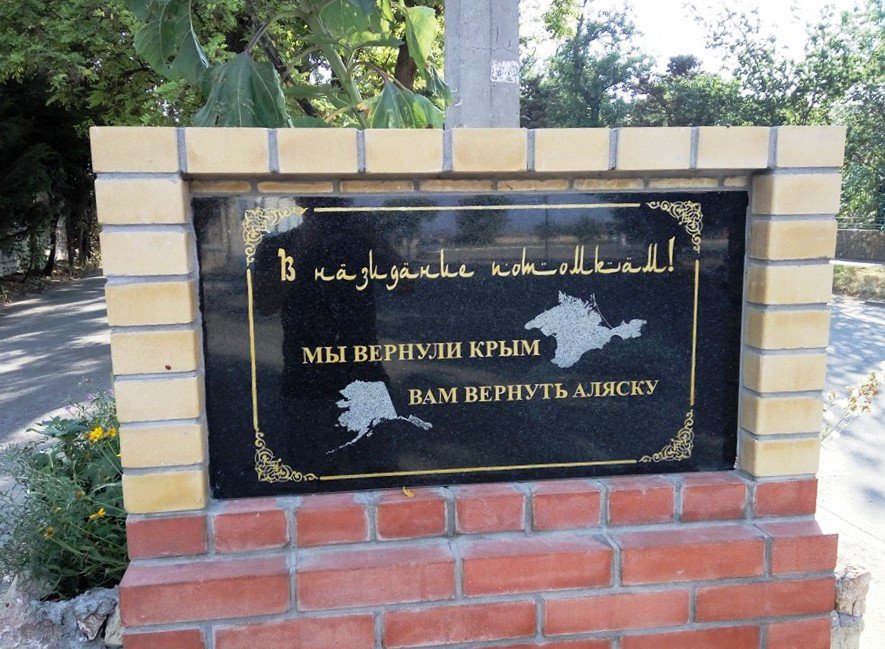 В назидание потомкам!
МЫ ВЕРНУЛИ КРЫМ
ВАМ ВЕРНУТЬ АЛЯСКУ